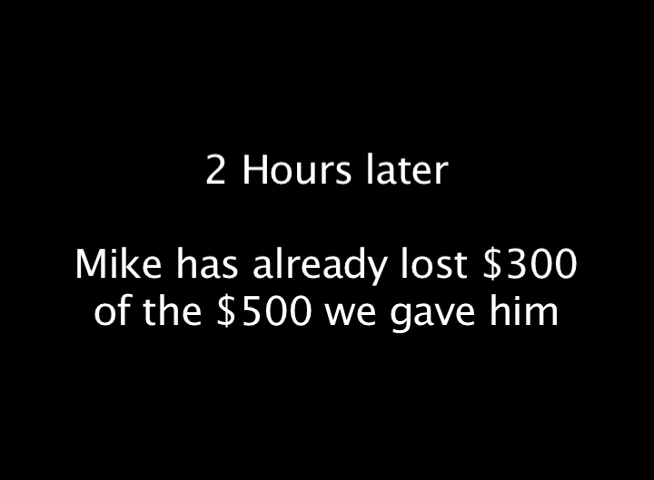 2 Hours later
Mike has already lost $300
of the $500 we gave him